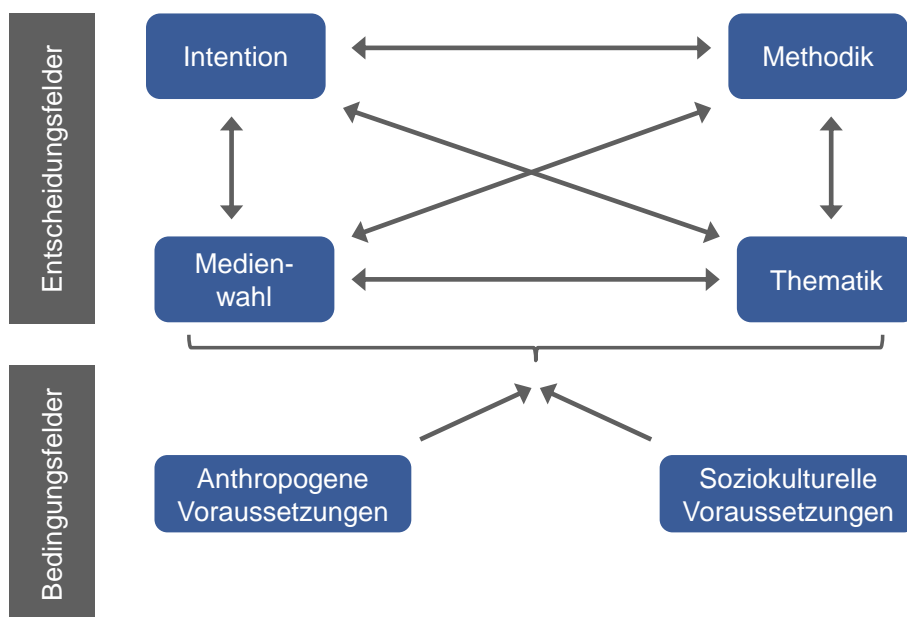 Entscheidungsfelder
Intention
Methodik
Medien-
wahl
Thematik
Bedingungsfelder
Anthropogene
Voraussetzungen
Soziokulturelle
Voraussetzungen